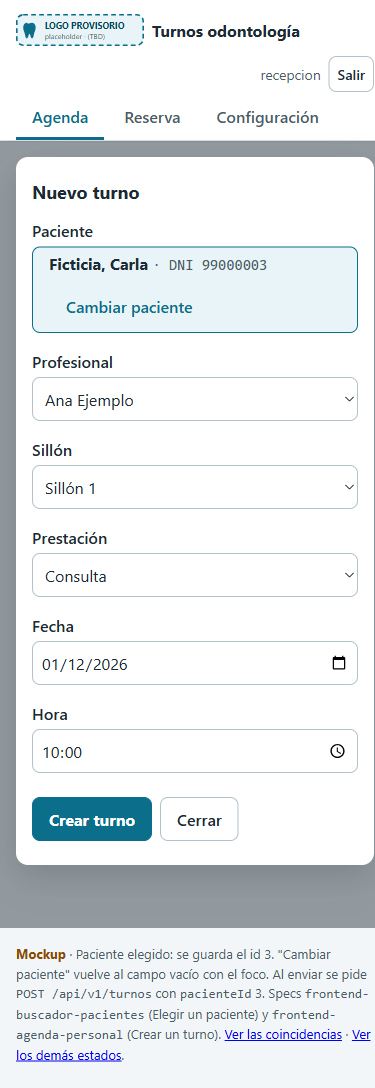 LOGO PROVISORIO
placeholder · (TBD)
Turnos odontología
recepcion
Salir
Agenda
Reserva
Configuración
Nuevo turno
Paciente
Ficticia, Carla · DNI 99000003
Cambiar paciente
Profesional
Ana Ejemplo
Sillón
Sillón 1
Prestación
Consulta
Fecha
01/12/2026
Hora
10:00
Crear turno
Cerrar
Mockup · Paciente elegido: se guarda el id 3. "Cambiar
paciente" vuelve al campo vacío con el foco. Al enviar se pide
POST /api/v1/turnos con pacienteId 3. Specs frontend-
buscador-pacientes (Elegir un paciente) y frontend-
agenda-personal (Crear un turno). Ver las coincidencias · Ver
los demás estados.